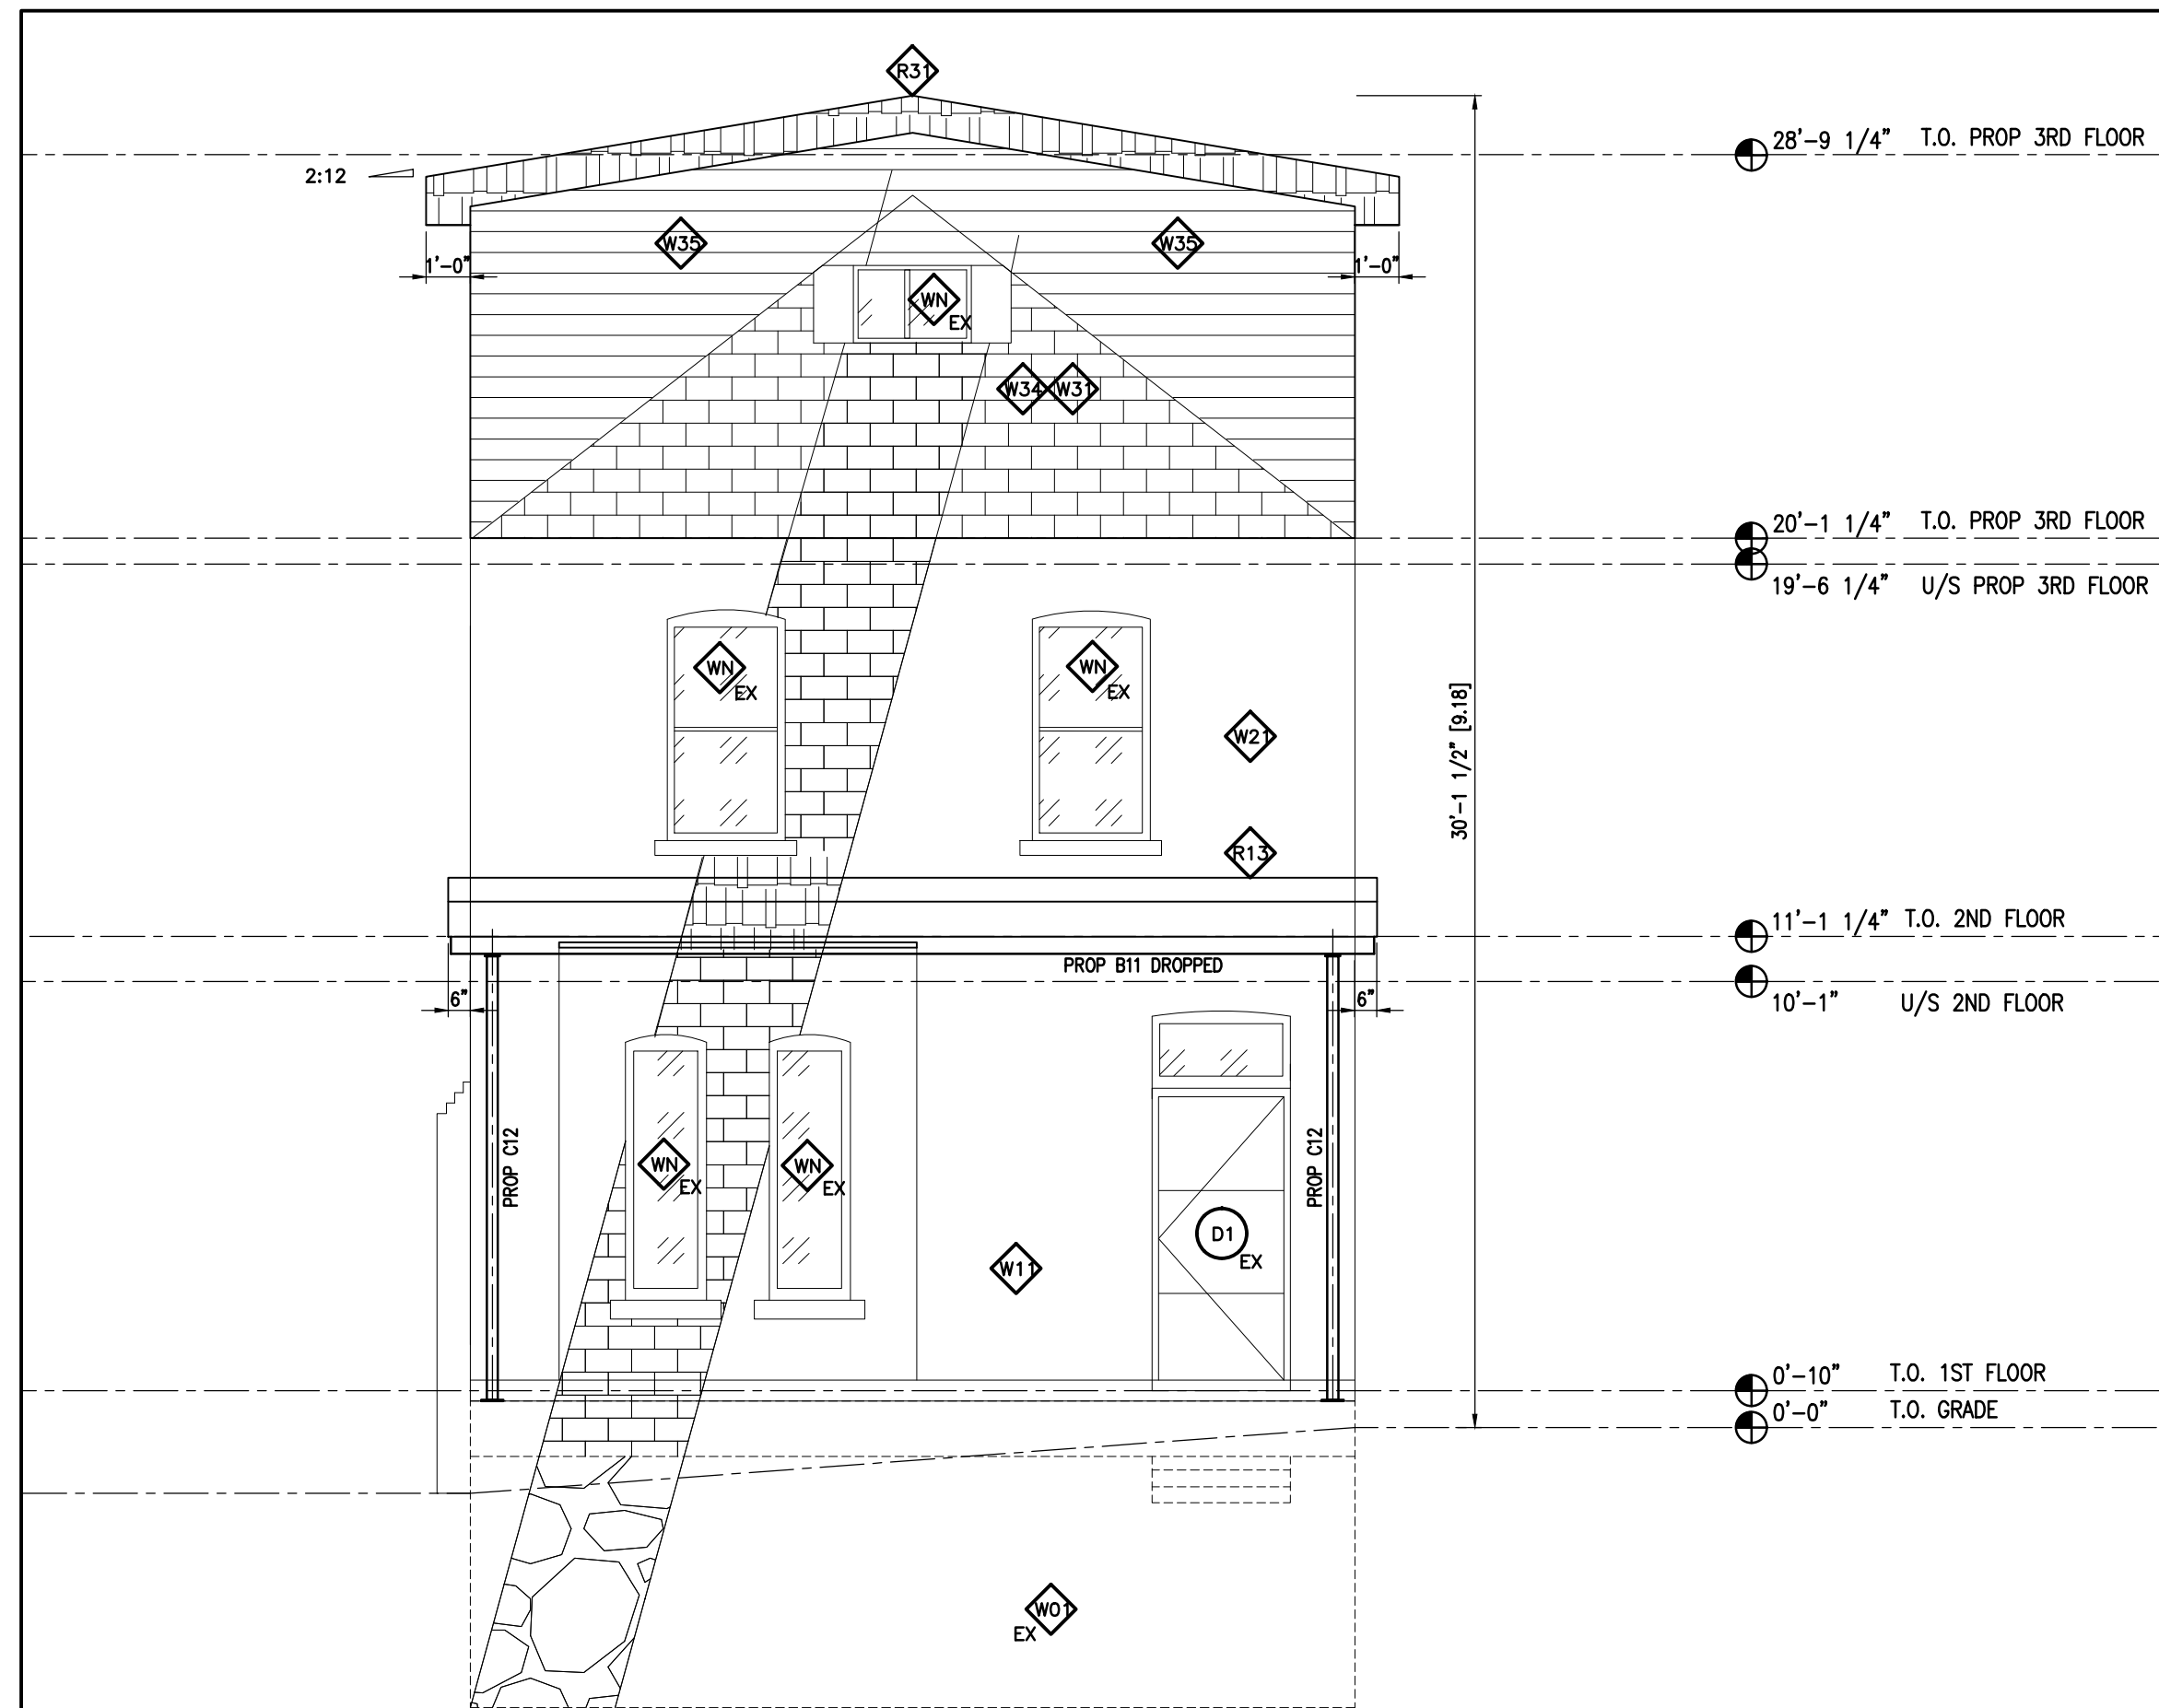 R31
28'-9 1/4" T.O. PROP 3RD FLOOR
2:12
W35
W35
1'-0"
1'-0"
WN
EX
W34
W31
20'-1 1/4" T.O. PROP 3RD FLOOR
19'-6 1/4" U/S PROP 3RD FLOOR
WN
EX
WN
EX
W21
30'-1 1/2" [9.18]
R13
11'-1 1/4" T.O. 2ND FLOOR
PROP B11 DROPPED
6"
6"
10'-1" U/S 2ND FLOOR
PROP C12
PROP C12
WN
EX
WN
EX
D1
EX
W11
0'-10" T.O. 1ST FLOOR
0'-0" T.O. GRADE
W01
EX